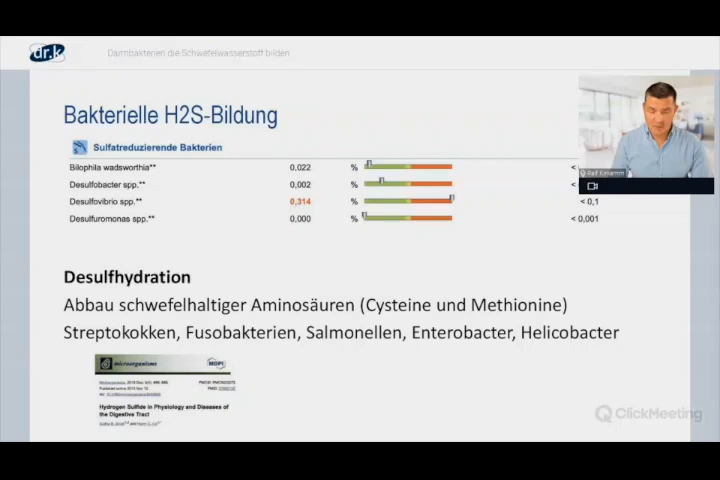 dr.k
Darmbakterien die Schwefelwasserstoff bilden
Bakterielle H2S-Bildung
Sulfatreduzierende Bakterien
Bilophila wadsworthia** 0,022 % <
Desulfobacter spp.** 0,002 % <
Desulfovibrio spp.** 0,314 % < 0,1
Desulfuromonas spp.** 0,000 % < 0,001
Desulfhydration
Abbau schwefelhaltiger Aminosäuren (Cysteine und Methionine)
Streptokokken, Fusobakterien, Salmonellen, Enterobacter, Helicobacter
microorganisms MDPI
Hydrogen Sulfide in Physiology and Diseases of
the Digestive Tract
ClickMeeting